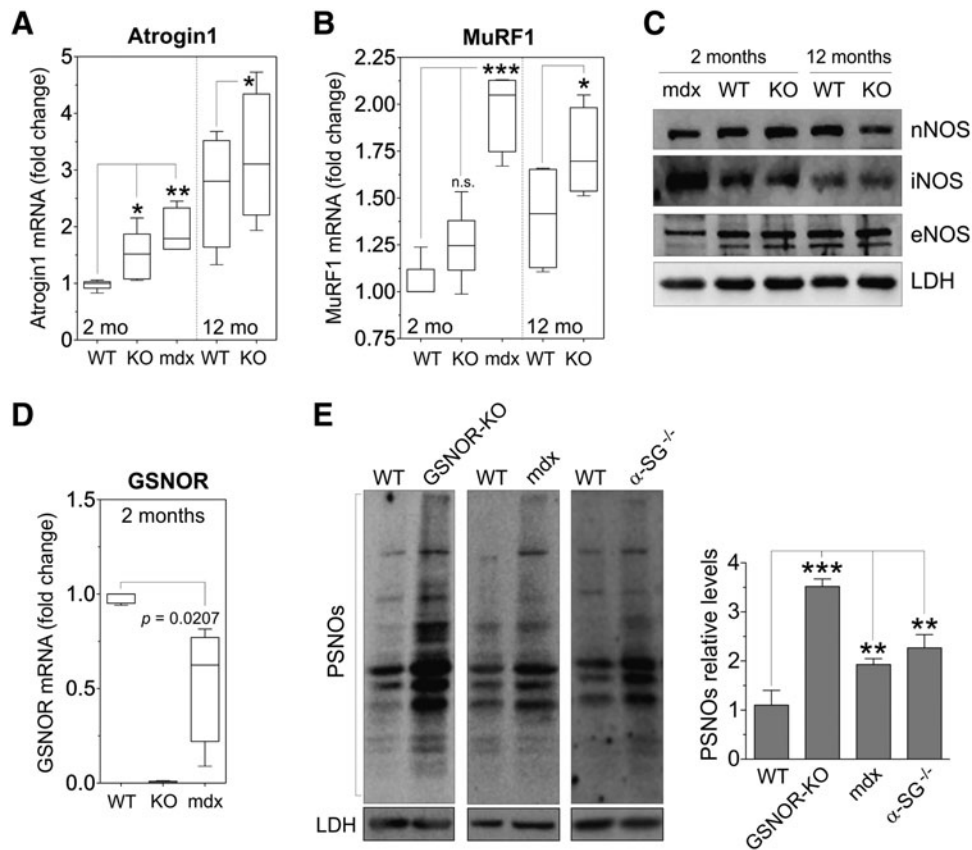 A
Atrogin1
Atrogin1 mRNA (fold change)
5
4
3
2
1
0
*
**
*
2 mo
12 mo
WT KO mdx WT KO
B
MuRF1
MuRF1 mRNA (fold change)
2.25
2.00
1.75
1.50
1.25
1.00
0.75
n.s.
***
*
2 mo
12 mo
WT KO mdx WT KO
C
2 months 12 months
mdx WT KO WT KO
nNOS
iNOS
eNOS
LDH
D
GSNOR
2 months
GSNOR mRNA (fold change)
1.5
1.0
0.5
0.0
p = 0.0207
WT KO mdx
E
WT GSNOR-KO WT mdx WT α-SG-/-
PSNOs
LDH
PSNOs relative levels
4
3
2
1
0
***
**
**
WT GSNOR-KO mdx α-SG-/-